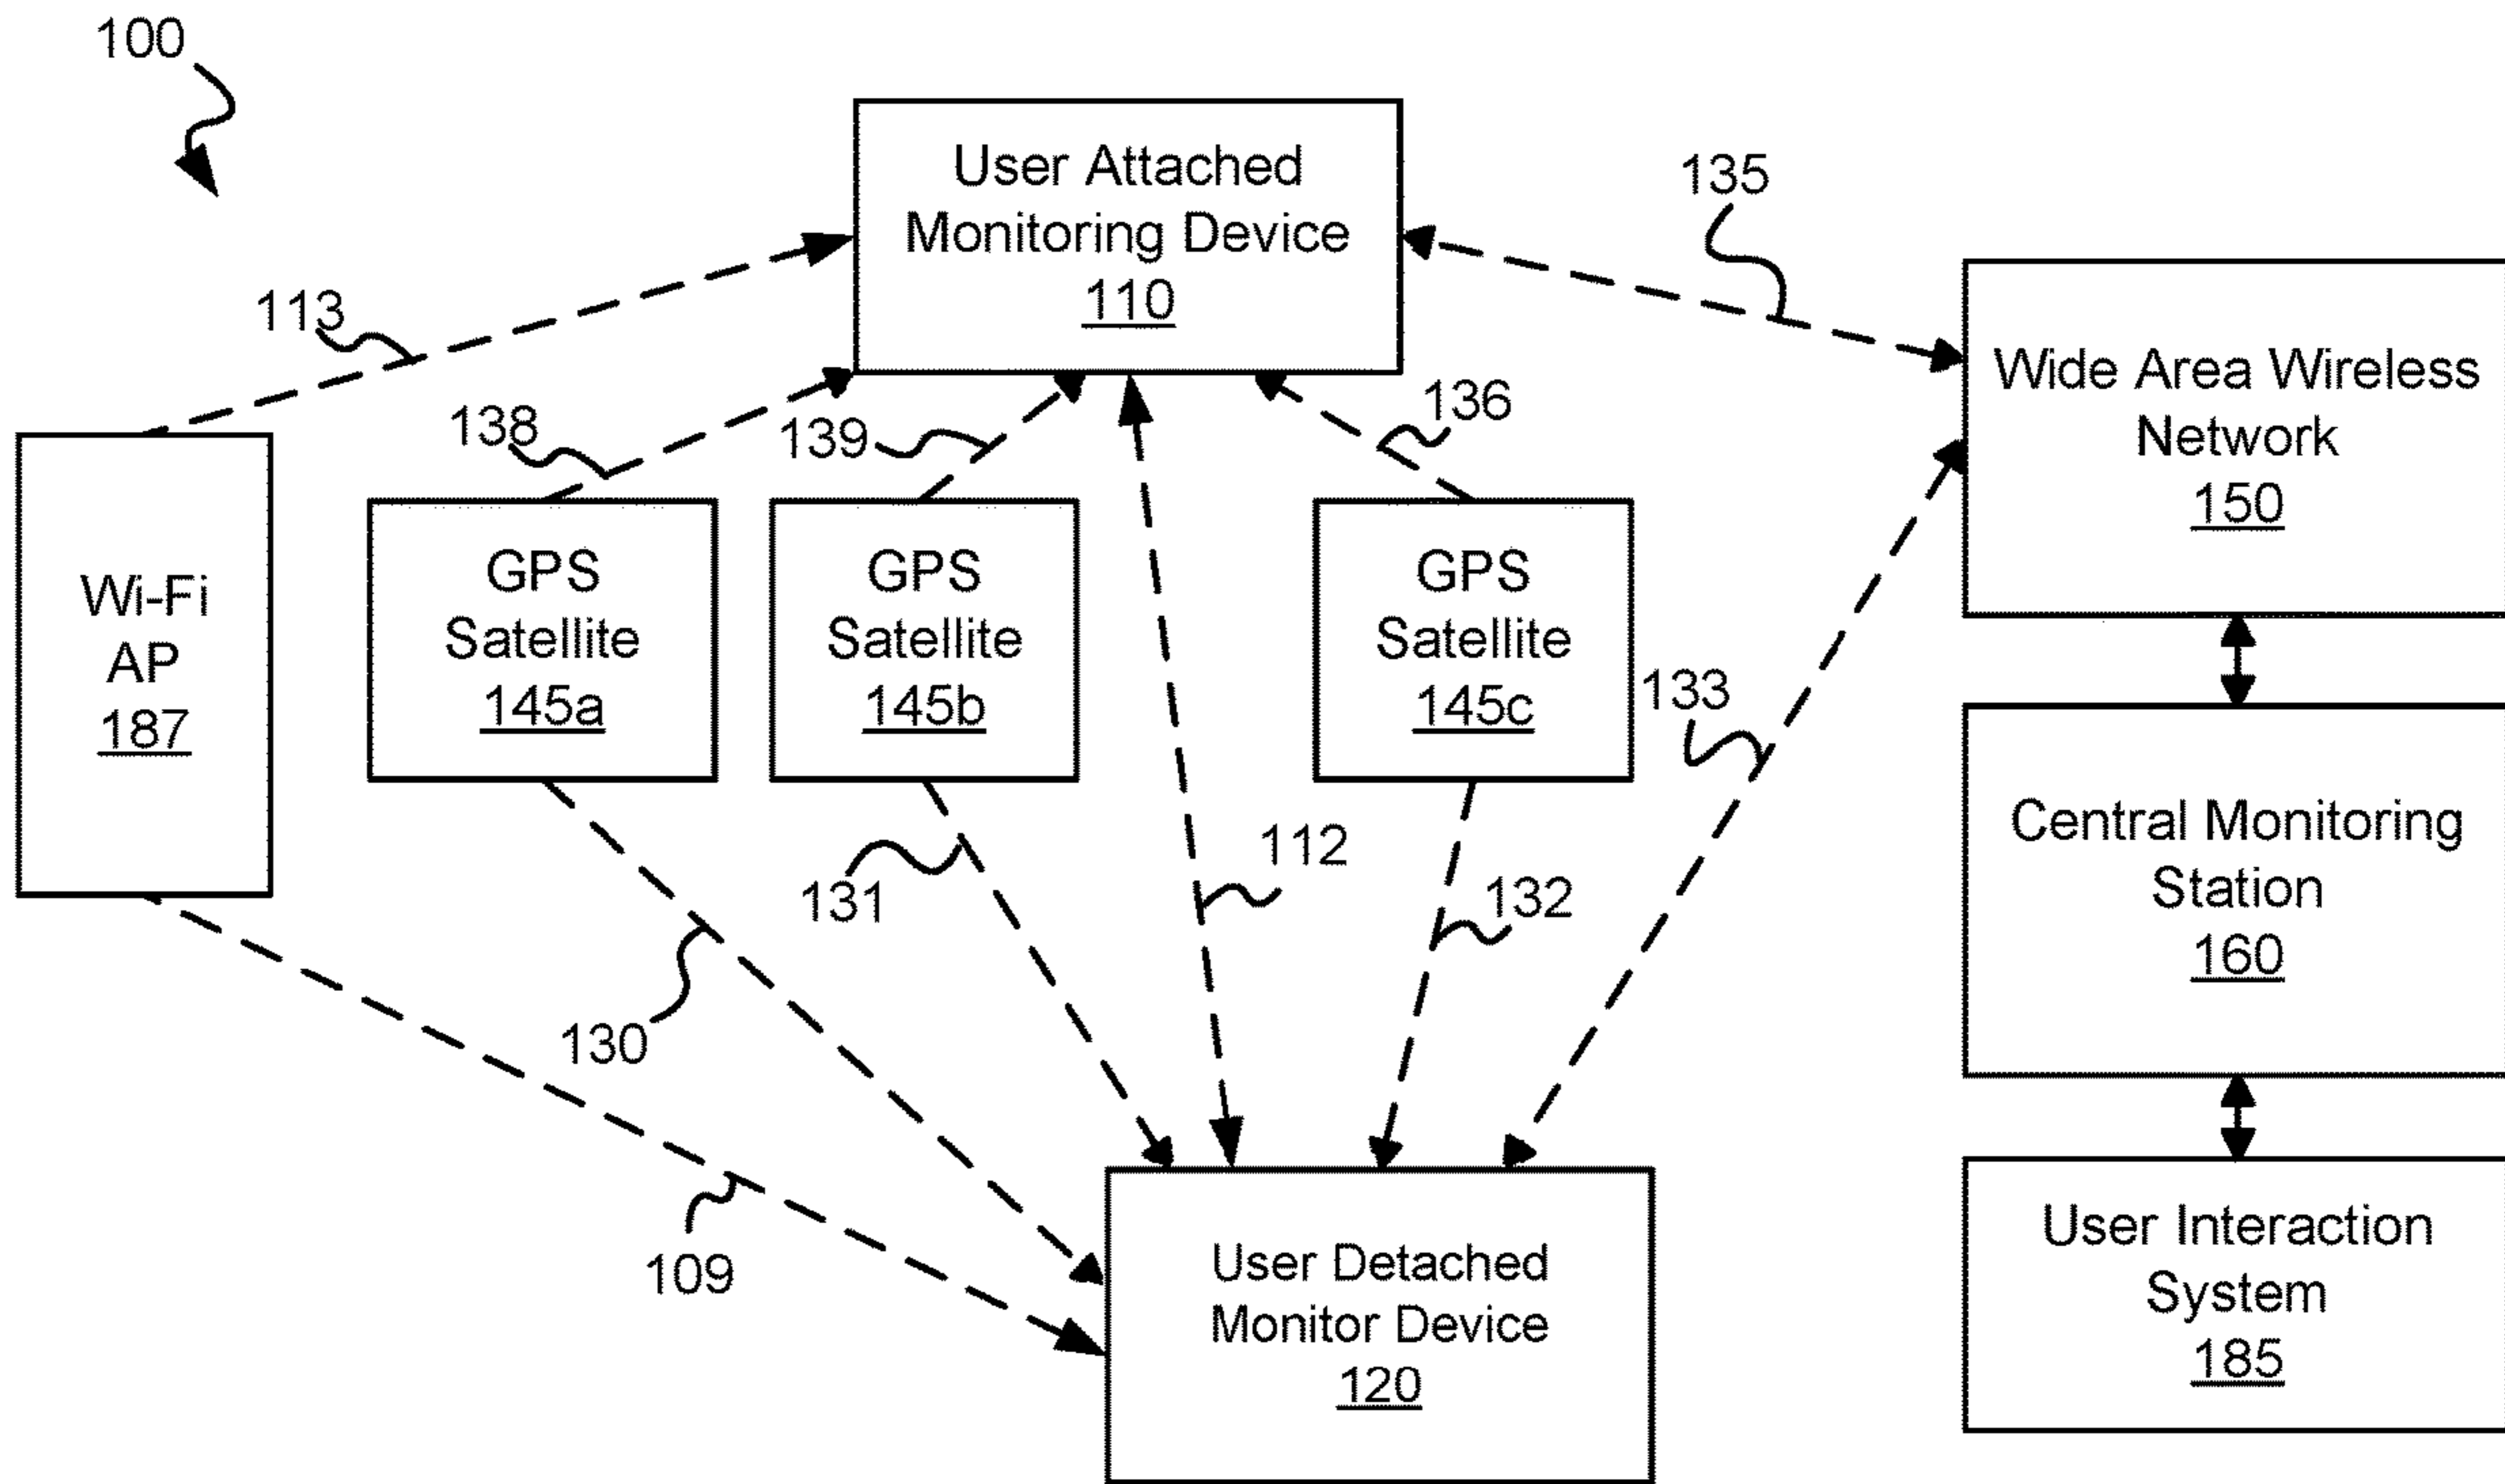 100
User Attached
Monitoring Device
110
135
113
138
139
136
Wide Area Wireless
Network
150
Wi-Fi
AP
187
GPS
Satellite
145a
GPS
Satellite
145b
GPS
Satellite
145c
133
Central Monitoring
Station
160
131
112
132
130
109
User Detached
Monitor Device
120
User Interaction
System
185